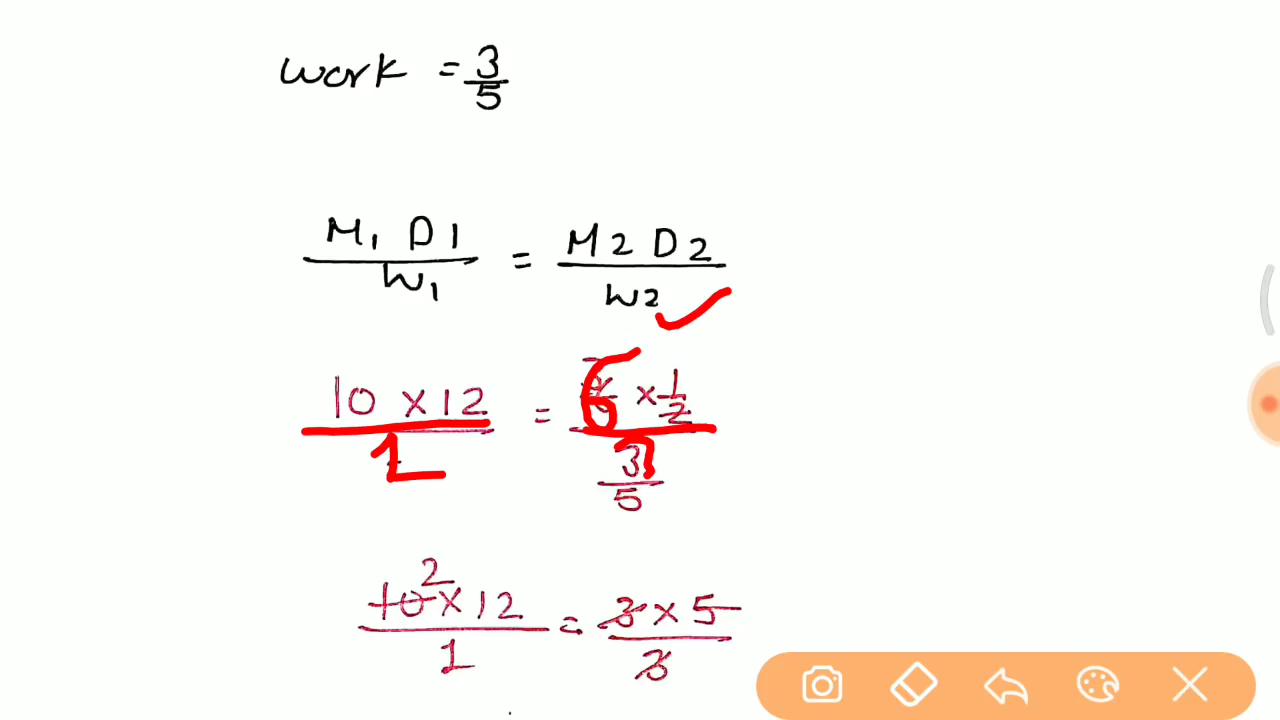 work = 3/5
M1 D1 / W1 = M2 D2 / W2
10 x 12 / 1 = 6 x 1/2 / 3/5
10 2 x 12 / 1 = 3 x 5 / 3